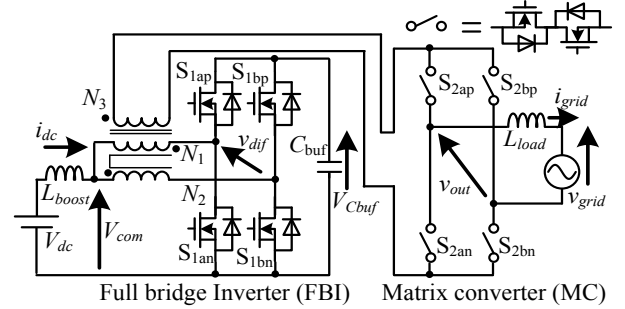 =
S1ap
S1bp
N3
S2ap
S2bp
idc
N1
vdif
Cbuf
igrid
Lload
Lboost
N2
VCbuf
vout
vgrid
Vdc
Vcom
S1an
S1bn
S2an
S2bn
Full bridge Inverter (FBI)
Matrix converter (MC)